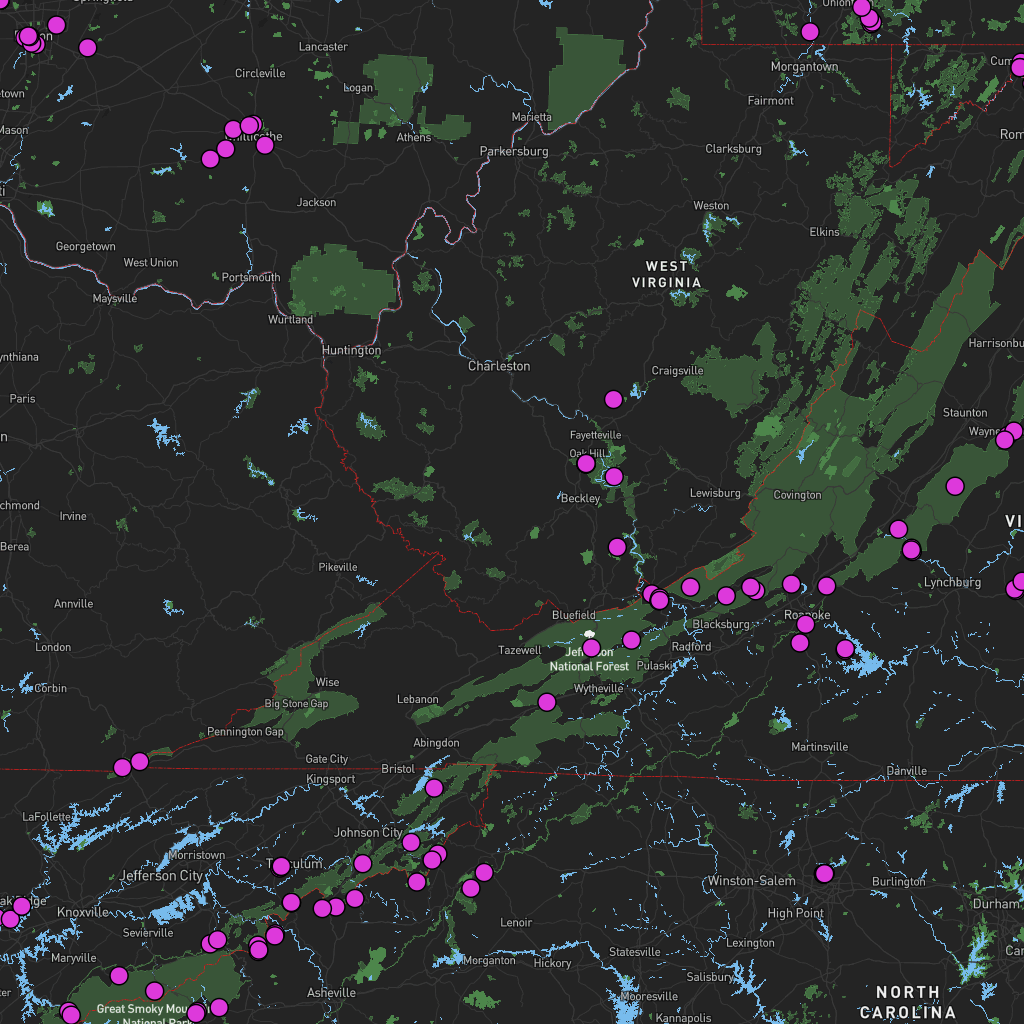 Lancaster
Circleville
Logan
Athens
Marietta
Parkersburg
Morgantown
Fairmont
Clarksburg
Mason
Jackson
Weston
Elkins
Georgetown
West Union
Portsmouth
WEST
VIRGINIA
Maysville
Wurtland
Huntington
Charleston
Craigsville
Paris
Staunton
Fayetteville
Oak Hill
Beckley
Lewisburg
Covington
Irvine
Berea
Pikeville
Annville
Lynchburg
Bluefield
Roanoke
Blacksburg
London
Tazewell
Radford
National Forest
Pulaski
Corbin
Wise
Lebanon
Wytheville
Big Stone Gap
Pennington Gap
Abingdon
Martinsville
Gate City
Bristol
Danville
Kingsport
LaFollette
Johnson City
Morristown
Jefferson City
Winston-Salem
Burlington
Knoxville
High Point
Durham
Sevierville
Lenoir
Maryville
Statesville
Lexington
Morganton
Hickory
Salisbury
Asheville
Mooresville
NORTH
CAROLINA
Kannapolis